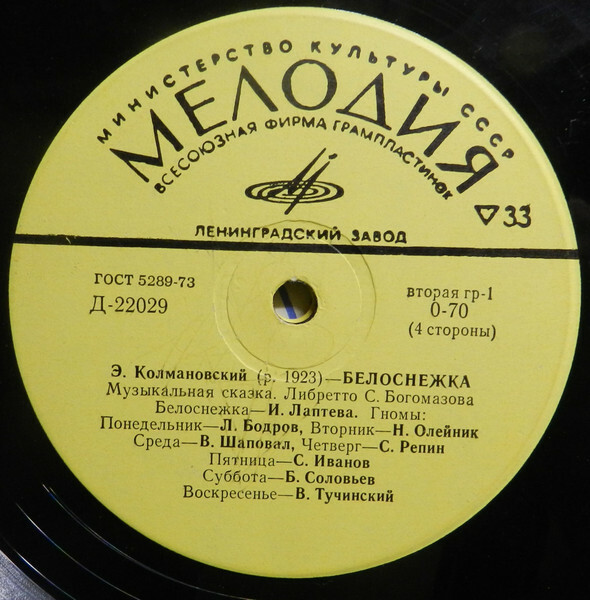 МИНИСТЕРСТВО КУЛЬТУРЫ СССР
МЕЛОДИЯ
ВСЕСОЮЗНАЯ ФИРМА ГРАМПЛАСТИНОК
33
ЛЕНИНГРАДСКИЙ ЗАВОД
ГОСТ 5289-73
Д-22029
вторая гр-1
0-70
(4 стороны)
Э. Колмановский (р. 1923)—БЕЛОСНЕЖКА
Музыкальная сказка. Либретто С. Богомазова
Белоснежка—И. Лаптева. Гномы:
Понедельник—Л. Бодров, Вторник—Н. Олейник
Среда—В. Шаповал, Четверг—С. Репин
Пятница—С. Иванов
Суббота—Б. Соловьев
Воскресенье—В. Тучинский